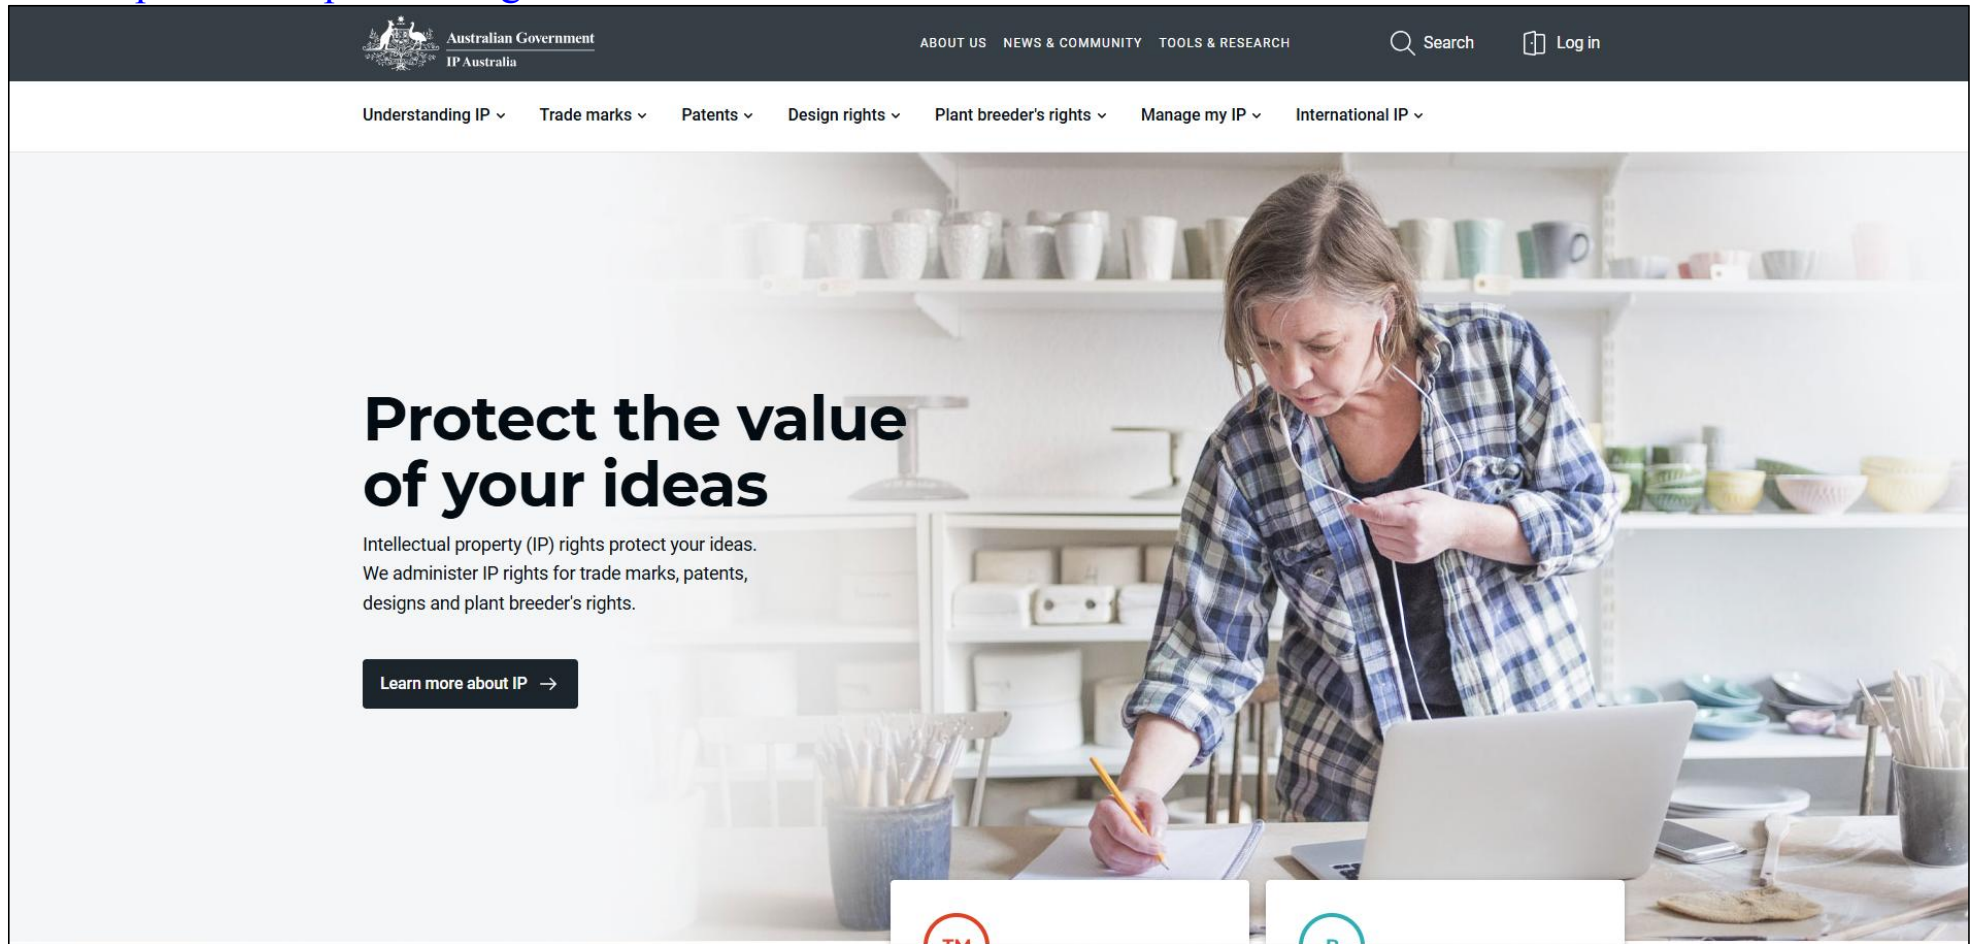 Australian Government
IP Australia
ABOUT US NEWS & COMMUNITY TOOLS & RESEARCH
Search
Log in
Understanding IP
Trade marks
Patents
Design rights
Plant breeder's rights
Manage my IP
International IP
Protect the value
of your ideas
Intellectual property (IP) rights protect your ideas.
We administer IP rights for trade marks, patents,
designs and plant breeder's rights.
Learn more about IP →
TM